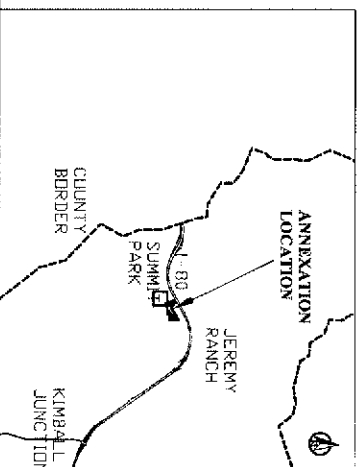 ANNEXATION
LOCATION
JEREMY
RANCH
I-80
SUMMIT
PARK
COUNTY
BORDER
KIMBALL
JUNCTION